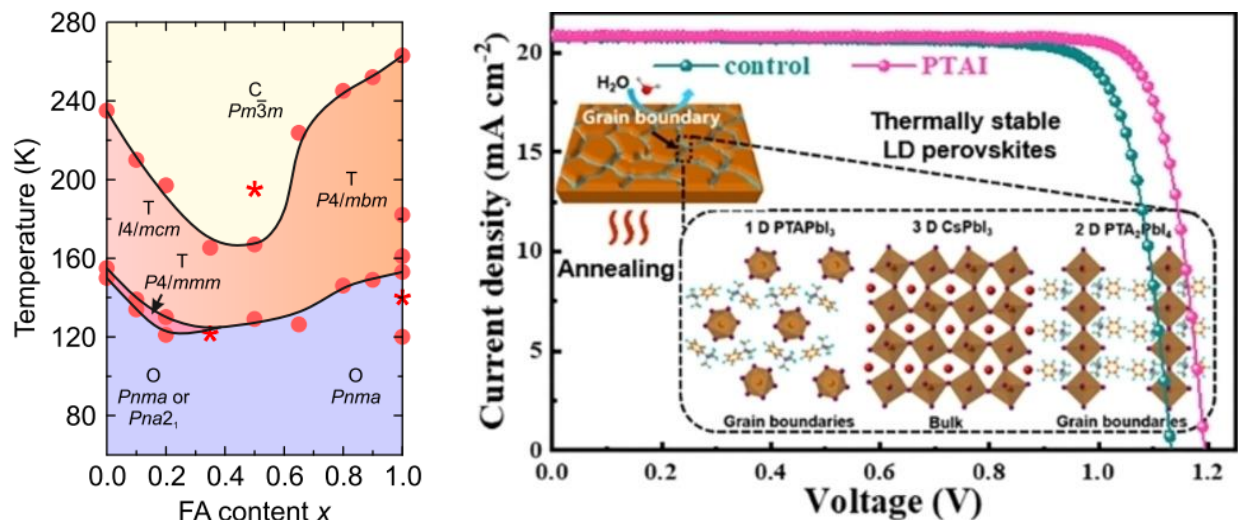 Temperature (K)
280
240
200
160
120
80
C
Pm3̅m
T
I4/mcm
T
P4/mmm
T
P4/mbm
O
Pnma or
Pna2₁
O
Pnma
0.0 0.2 0.4 0.6 0.8 1.0
FA content x
Current density (mA cm⁻²)
20
15
10
5
0
control
PTAI
H₂O
Grain boundary
Annealing
Thermally stable
LD perovskites
1 D PTAPbI₃
3 D CsPbI₃
2 D PTA₂PbI₄
Grain boundaries
Bulk
Grain boundaries
0.0 0.2 0.4 0.6 0.8 1.0 1.2
Voltage (V)